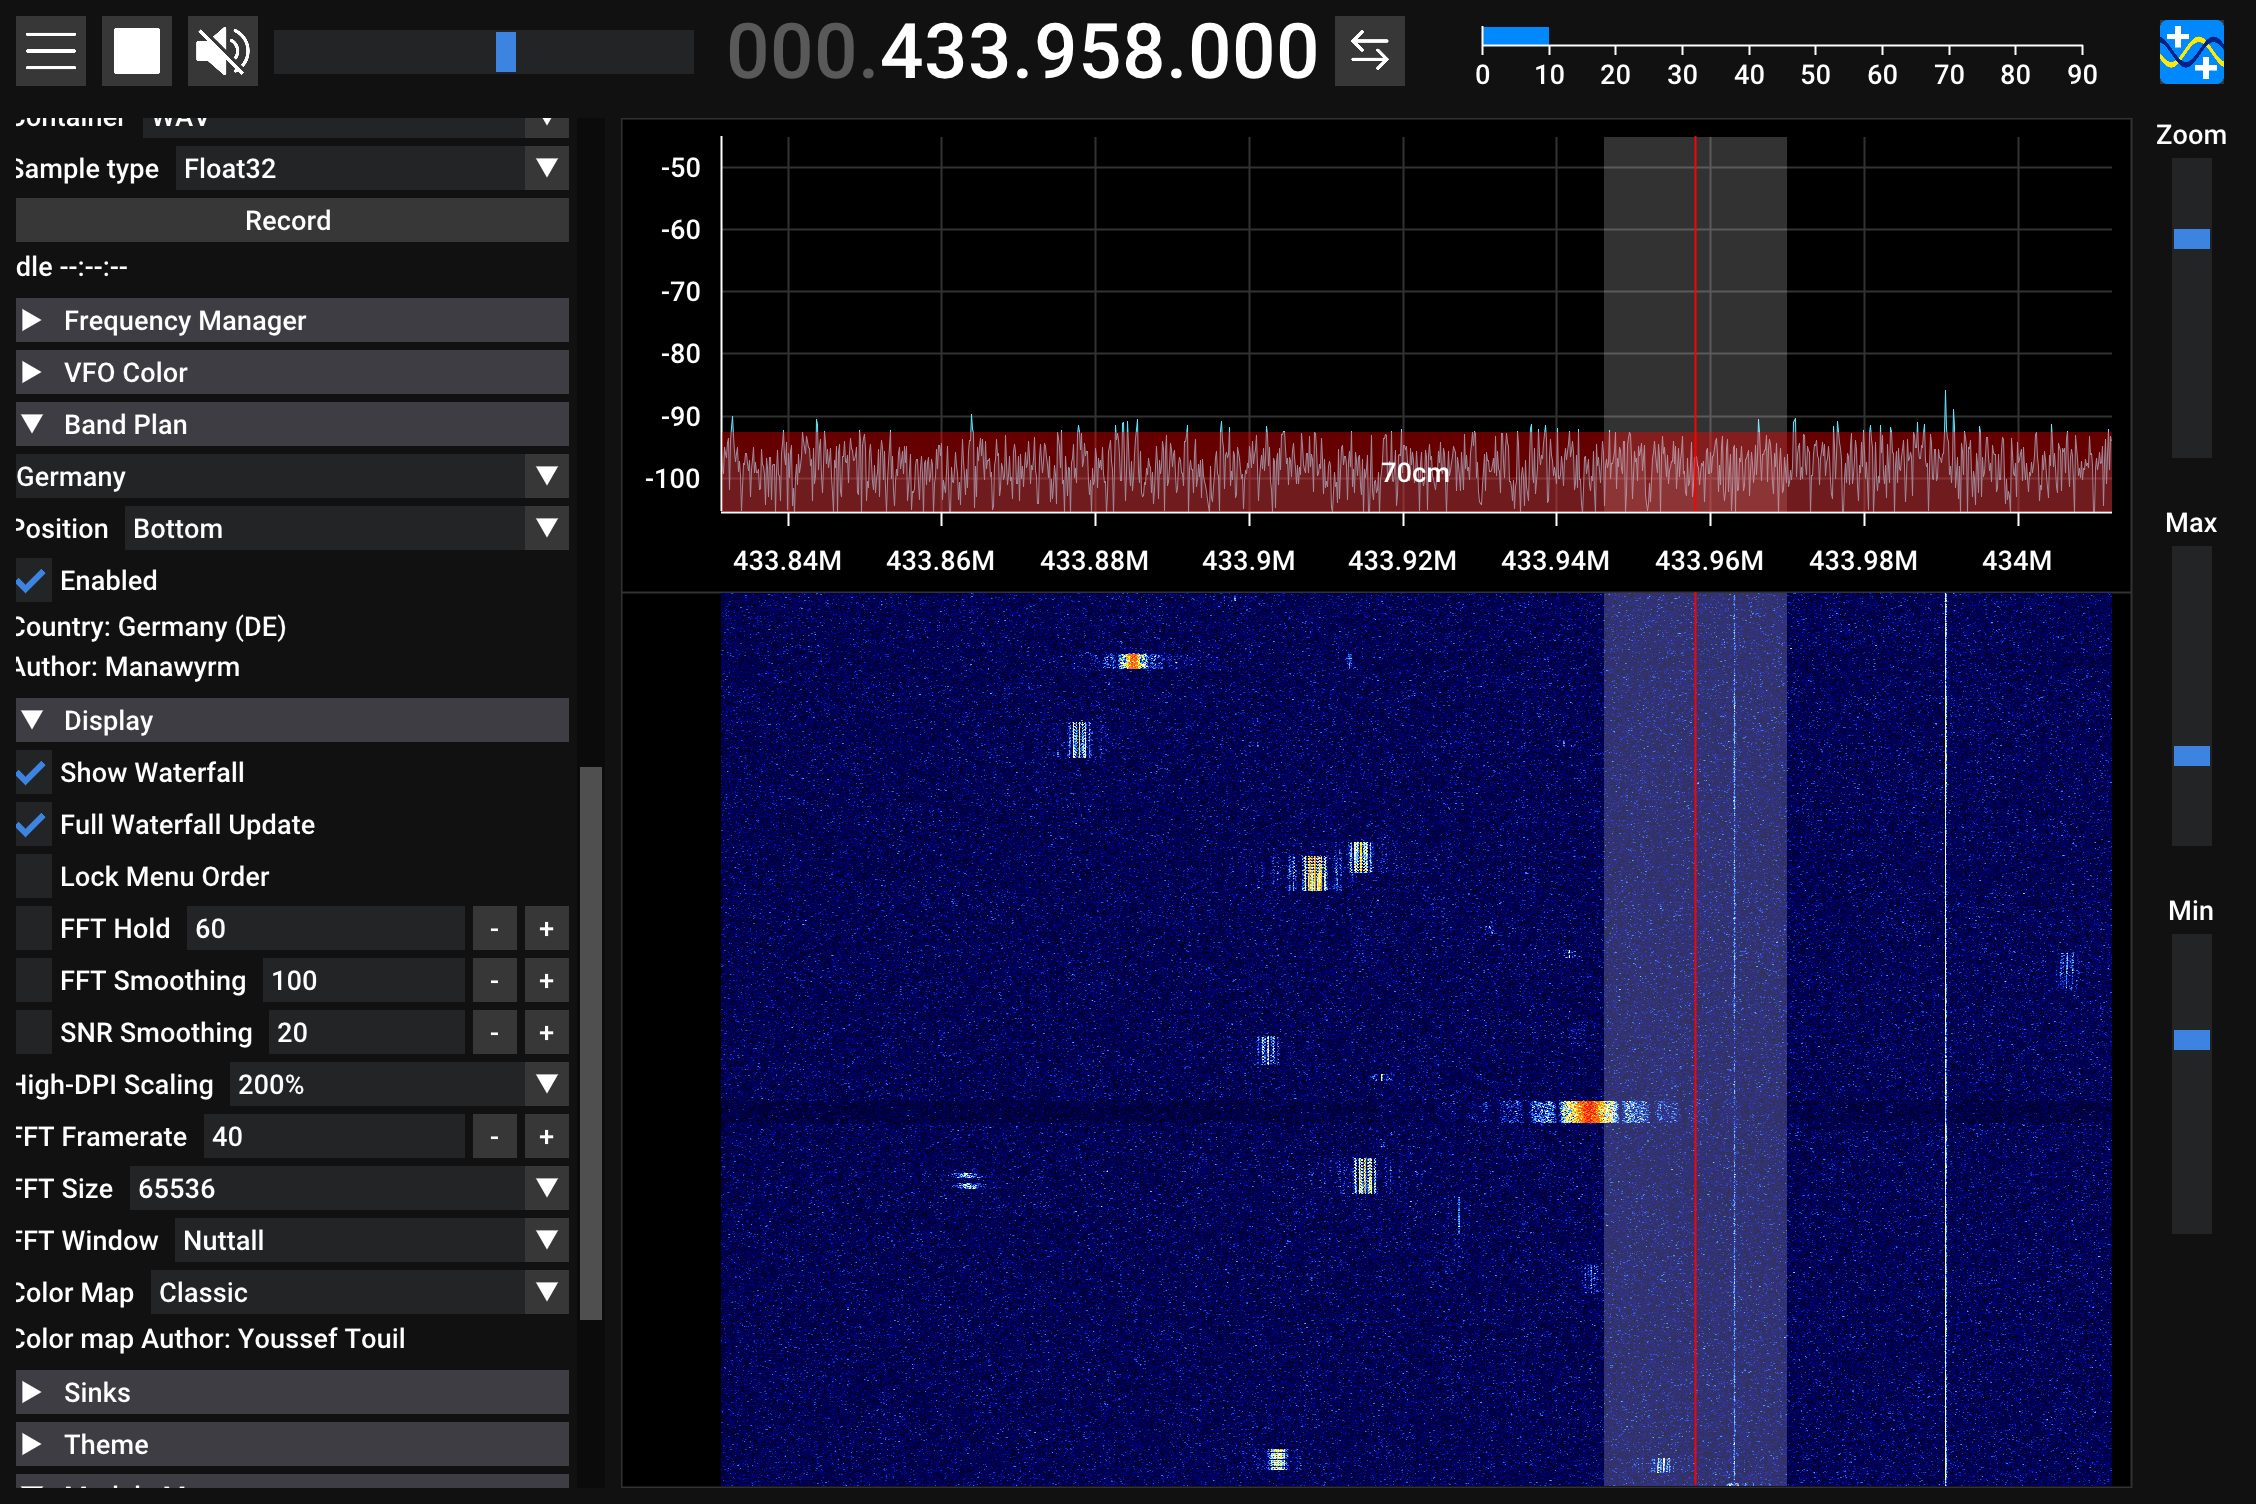 000.433.958.000
0 10 20 30 40 50 60 70 80 90
Container WAV
Sample type Float32
Record
dle --:--:--
Frequency Manager
VFO Color
Band Plan
Germany
Position Bottom
Enabled
Country: Germany (DE)
Author: Manawyrm
Display
Show Waterfall
Full Waterfall Update
Lock Menu Order
FFT Hold 60 - +
FFT Smoothing 100 - +
SNR Smoothing 20 - +
High-DPI Scaling 200%
FFT Framerate 40 - +
FFT Size 65536
FFT Window Nuttall
Color Map Classic
Color map Author: Youssef Touil
Sinks
Theme
-50
-60
-70
-80
-90
-100
70cm
433.84M 433.86M 433.88M 433.9M 433.92M 433.94M 433.96M 433.98M 434M
Zoom
Max
Min